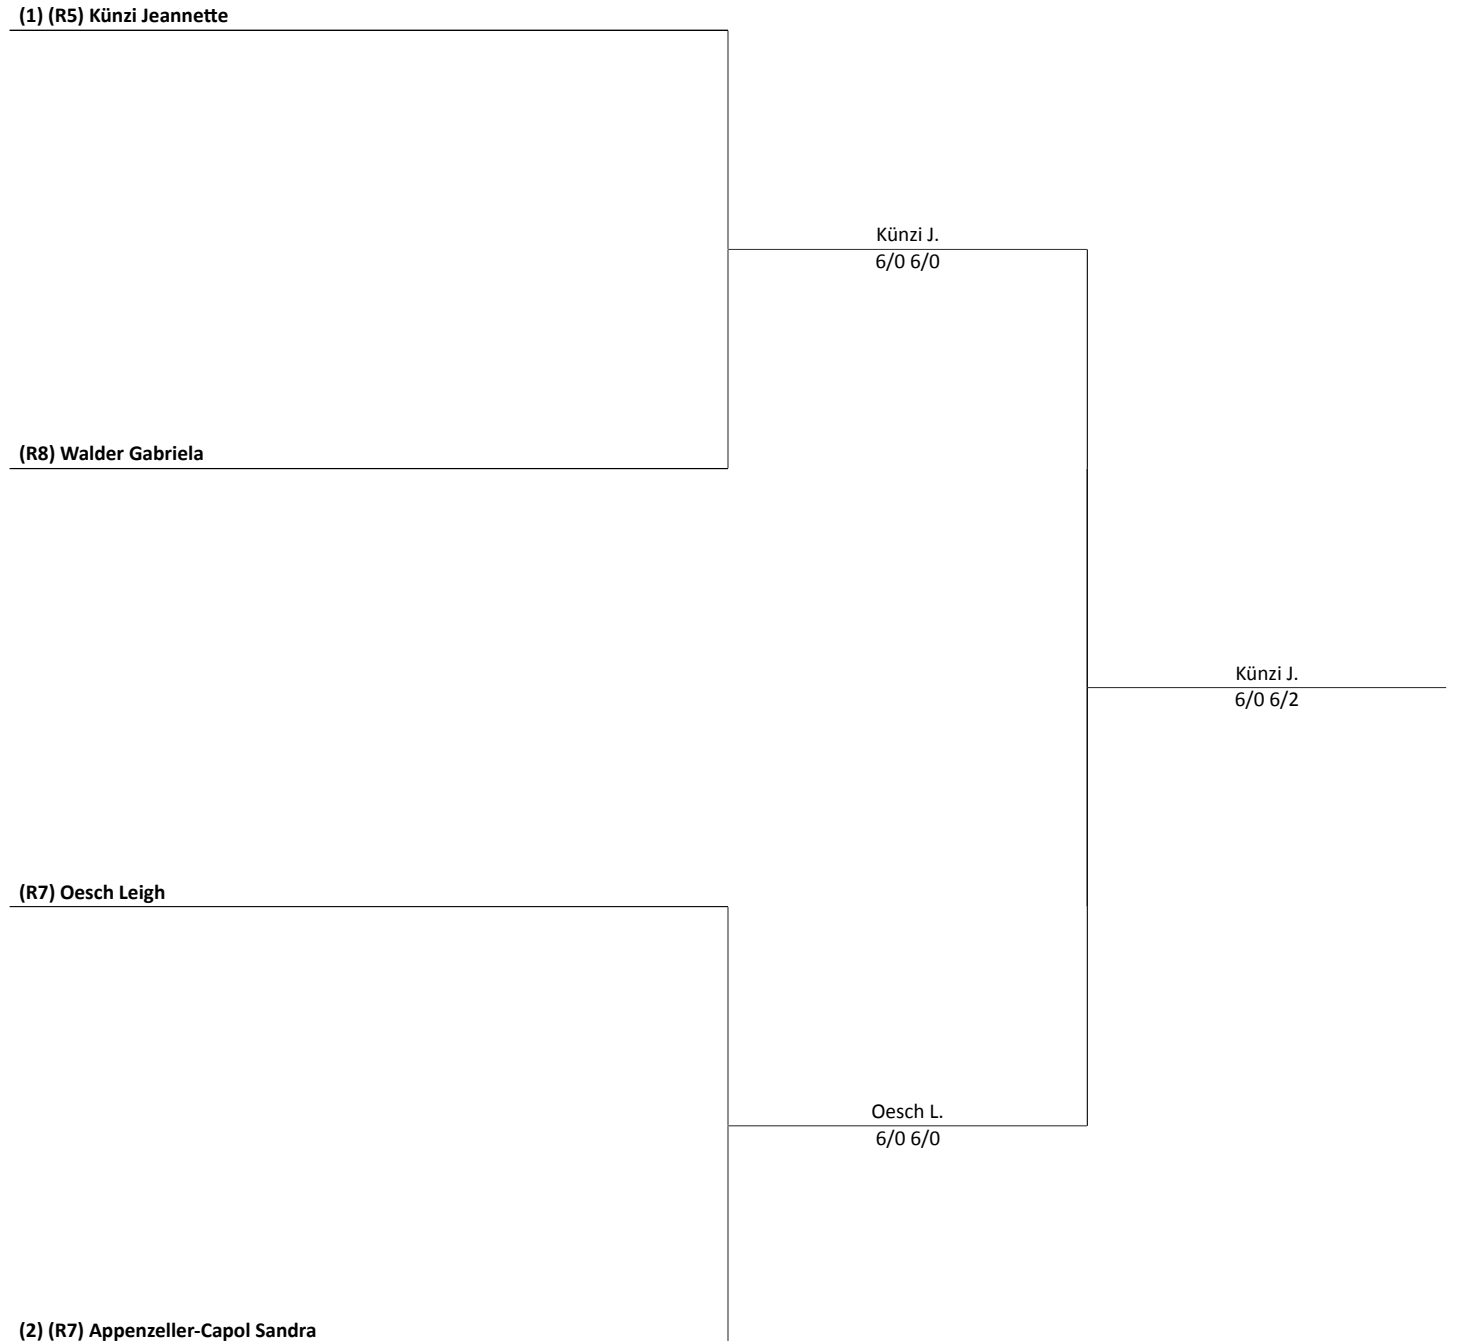 (1) (R5) Künzi Jeannette
Künzi J.
6/0 6/0
(R8) Walder Gabriela
Künzi J.
6/0 6/2
(R7) Oesch Leigh
Oesch L.
6/0 6/0
(2) (R7) Appenzeller-Capol Sandra